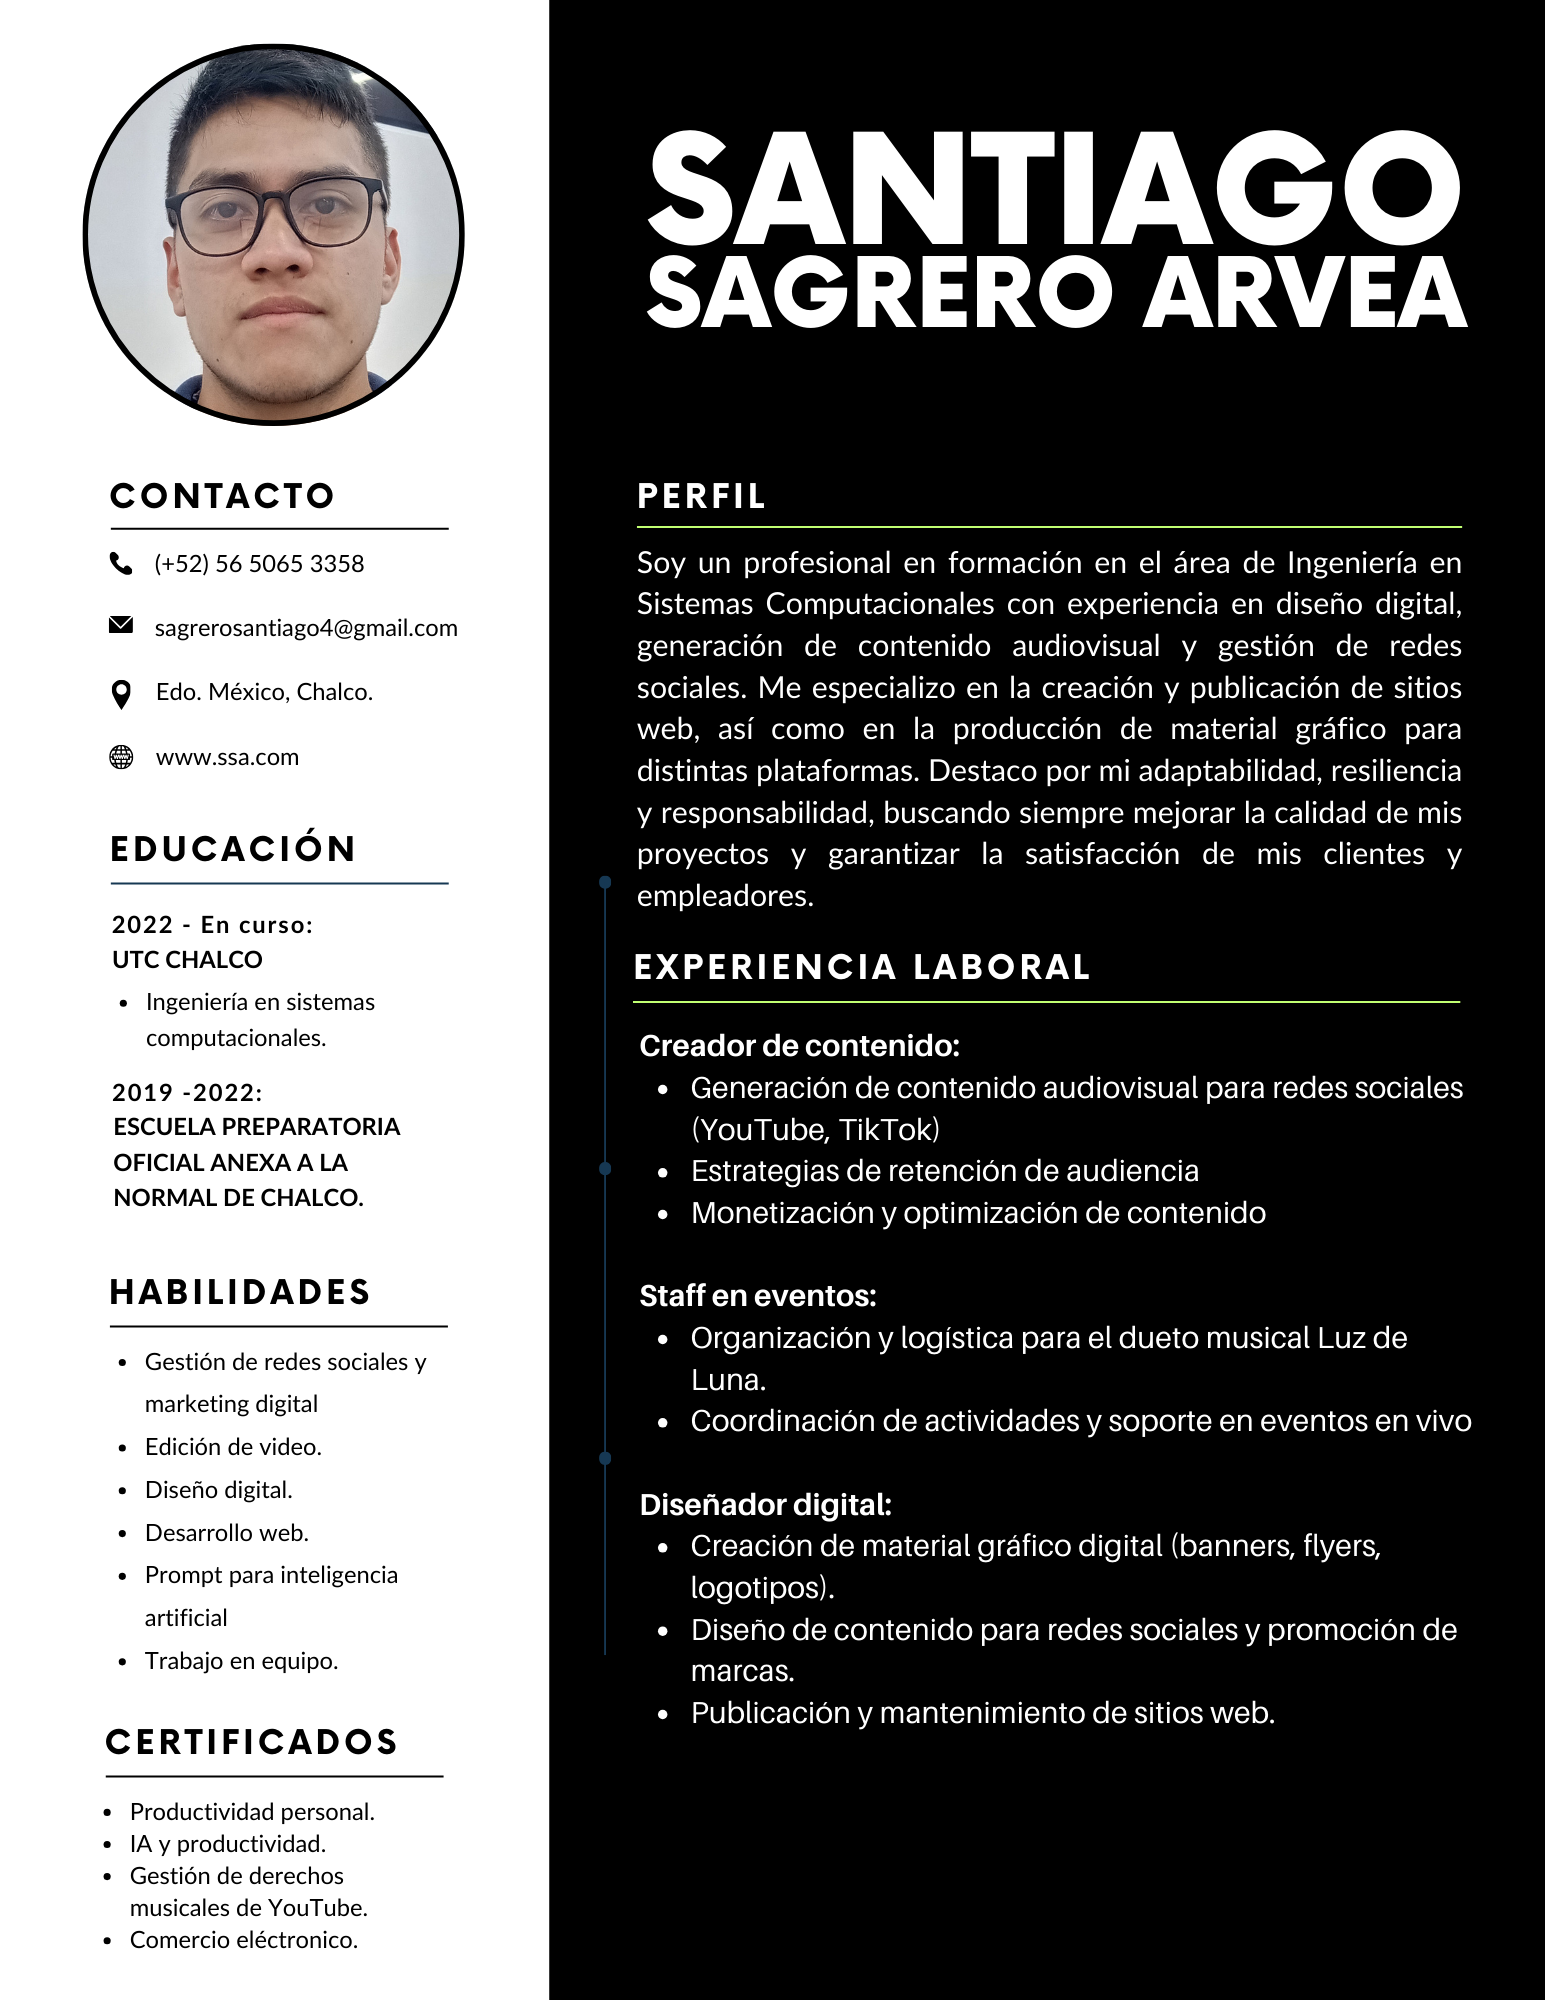 SANTIAGO
SAGRERO ARVEA
CONTACTO
(+52) 56 5065 3358
sagrerosantiago4@gmail.com
Edo. México, Chalco.
www.ssa.com
EDUCACIÓN
2022 - En curso:
UTC CHALCO
• Ingeniería en sistemas
computacionales.
2019 -2022:
ESCUELA PREPARATORIA
OFICIAL ANEXA A LA
NORMAL DE CHALCO.
HABILIDADES
• Gestión de redes sociales y
marketing digital
• Edición de video.
• Diseño digital.
• Desarrollo web.
• Prompt para inteligencia
artificial
• Trabajo en equipo.
CERTIFICADOS
• Productividad personal.
• IA y productividad.
• Gestión de derechos
musicales de YouTube.
• Comercio eléctronico.
PERFIL
Soy un profesional en formación en el área de Ingeniería en
Sistemas Computacionales con experiencia en diseño digital,
generación de contenido audiovisual y gestión de redes
sociales. Me especializo en la creación y publicación de sitios
web, así como en la producción de material gráfico para
distintas plataformas. Destaco por mi adaptabilidad, resiliencia
y responsabilidad, buscando siempre mejorar la calidad de mis
proyectos y garantizar la satisfacción de mis clientes y
empleadores.
EXPERIENCIA LABORAL
Creador de contenido:
• Generación de contenido audiovisual para redes sociales
(YouTube, TikTok)
• Estrategias de retención de audiencia
• Monetización y optimización de contenido
Staff en eventos:
• Organización y logística para el dueto musical Luz de
Luna.
• Coordinación de actividades y soporte en eventos en vivo
Diseñador digital:
• Creación de material gráfico digital (banners, flyers,
logotipos).
• Diseño de contenido para redes sociales y promoción de
marcas.
• Publicación y mantenimiento de sitios web.